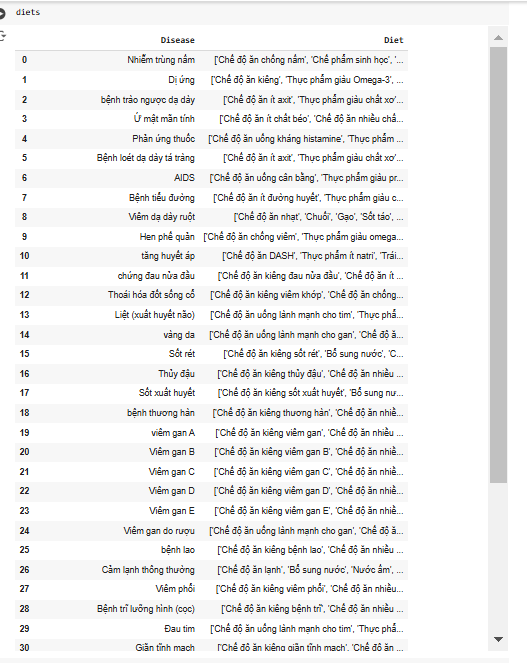 diets
Disease Diet
0 Nhiễm trùng nấm ['Chế độ ăn chống nấm', 'Chế phẩm sinh học', '...
1 Dị ứng ['Chế độ ăn kiêng', 'Thực phẩm giàu Omega-3', '...
2 bệnh trào ngược dạ dày ['Chế độ ăn ít axit', 'Thực phẩm giàu chất xơ'...
3 Ứ mật mãn tính ['Chế độ ăn ít chất béo', 'Chế độ ăn nhiều chấ...
4 Phản ứng thuốc ['Chế độ ăn uống kháng histamine', 'Thực phẩm ...
5 Bệnh loét dạ dày tá tràng ['Chế độ ăn ít axit', 'Thực phẩm giàu chất xơ'...
6 AIDS ['Chế độ ăn uống cân bằng', 'Thực phẩm giàu pr...
7 Bệnh tiểu đường ['Chế độ ăn ít đường huyết', 'Thực phẩm giàu c...
8 Viêm dạ dày ruột ['Chế độ ăn nhạt', 'Chuối', 'Gạo', 'Sốt táo', ...
9 Hen phế quản ['Chế độ ăn chống viêm', 'Thực phẩm giàu omega...
10 tăng huyết áp ['Chế độ ăn DASH', 'Thực phẩm ít natri', 'Trái...
11 chứng đau nửa đầu ['Chế độ ăn kiêng đau nửa đầu', 'Chế độ ăn ít ...
12 Thoái hóa đốt sống cổ ['Chế độ ăn kiêng viêm khớp', 'Chế độ ăn chống...
13 Liệt (xuất huyết não) ['Chế độ ăn uống lành mạnh cho tim', 'Thực phẩ...
14 vàng da ['Chế độ ăn uống lành mạnh cho gan', 'Chế độ ă...
15 Sốt rét ['Chế độ ăn kiêng sốt rét', 'Bổ sung nước', 'C...
16 Thủy đậu ['Chế độ ăn kiêng thủy đậu', 'Chế độ ăn nhiều ...
17 Sốt xuất huyết ['Chế độ ăn kiêng sốt xuất huyết', 'Bổ sung nư...
18 bệnh thương hàn ['Chế độ ăn kiêng thương hàn', 'Chế độ ăn nhiề...
19 viêm gan A ['Chế độ ăn kiêng viêm gan', 'Chế độ ăn nhiều ...
20 Viêm gan B ['Chế độ ăn kiêng viêm gan B', 'Chế độ ăn nhiề...
21 Viêm gan C ['Chế độ ăn kiêng viêm gan C', 'Chế độ ăn nhiề...
22 Viêm gan D ['Chế độ ăn kiêng viêm gan D', 'Chế độ ăn nhiề...
23 Viêm gan E ['Chế độ ăn kiêng viêm gan E', 'Chế độ ăn nhiề...
24 Viêm gan do rượu ['Chế độ ăn uống lành mạnh cho gan', 'Chế độ ă...
25 bệnh lao ['Chế độ ăn kiêng bệnh lao', 'Chế độ ăn nhiều ...
26 Cảm lạnh thông thường ['Chế độ ăn lạnh', 'Bổ sung nước', 'Nước ấm', ...
27 Viêm phổi ['Chế độ ăn kiêng viêm phổi', 'Chế độ ăn nhiều...
28 Bệnh trĩ lưỡng hình (cọc) ['Chế độ ăn kiêng bệnh trĩ', 'Chế độ ăn nhiều ...
29 Đau tim ['Chế độ ăn uống lành mạnh cho tim', 'Thực phẩ...
30 Giãn tĩnh mạch ['Chế độ ăn kiêng giãn tĩnh mạch', 'Chế độ ăn ...